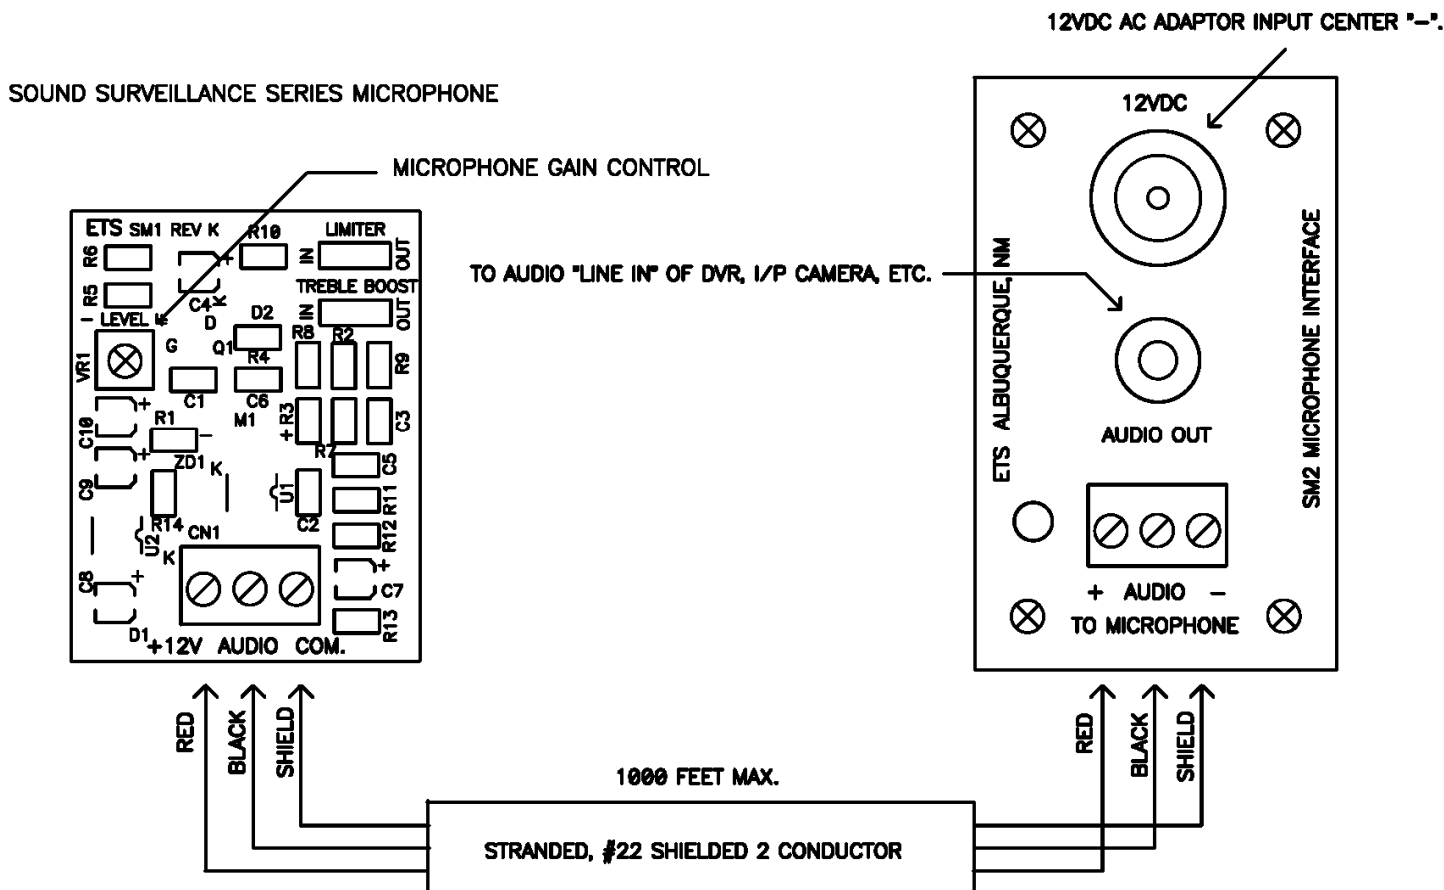 12VDC AC ADAPTOR INPUT CENTER "-".
SOUND SURVEILLANCE SERIES MICROPHONE
MICROPHONE GAIN CONTROL
TO AUDIO "LINE IN" OF DVR, I/P CAMERA, ETC.
ETS SM1 REV K
R10
LIMITER
R6
+
IN
OUT
R5
C4
K
TREBLE BOOST
- LEVEL +
D
D2
IN
OUT
VR1
G
Q1
R4
R8
R2
R9
C1
C6
M1
C10
+
R1
-
+ R3
R7
C3
C9
+
ZD1
K
C5
R14
U1
C2
R11
U2
CN1
R12
K
C8
+
+
C7
D1
R13
+12V AUDIO COM.
12VDC
ETS ALBUQUERQUE, NM
SM2 MICROPHONE INTERFACE
AUDIO OUT
+ AUDIO -
TO MICROPHONE
RED
BLACK
SHIELD
RED
BLACK
SHIELD
1000 FEET MAX.
STRANDED, #22 SHIELDED 2 CONDUCTOR